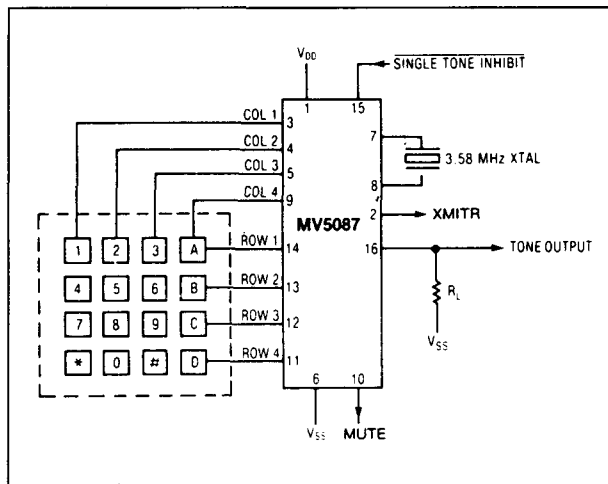 V_DD
SINGLE TONE INHIBIT
1
15
COL 1
3
7
COL 2
4
3.58 MHz XTAL
COL 3
5
8
COL 4
9
2
XMITR
MV5087
16
TONE OUTPUT
1 2 3 A
ROW 1
14
R_L
4 5 6 B
ROW 2
13
7 8 9 C
ROW 3
12
V_SS
* 0 # D
ROW 4
11
6
10
V_SS
MUTE